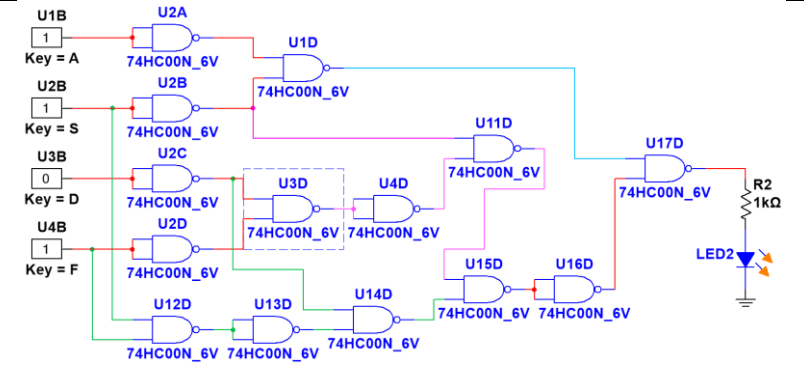 U1B
1
Key = A
U2A
74HC00N_6V
U1D
74HC00N_6V
U2B
1
Key = S
U2B
74HC00N_6V
U11D
74HC00N_6V
U17D
74HC00N_6V
R2
1kΩ
U3B
0
Key = D
U2C
74HC00N_6V
U3D
74HC00N_6V
U4D
74HC00N_6V
U4B
1
Key = F
U2D
74HC00N_6V
LED2
U15D
74HC00N_6V
U16D
74HC00N_6V
U12D
74HC00N_6V
U13D
74HC00N_6V
U14D
74HC00N_6V